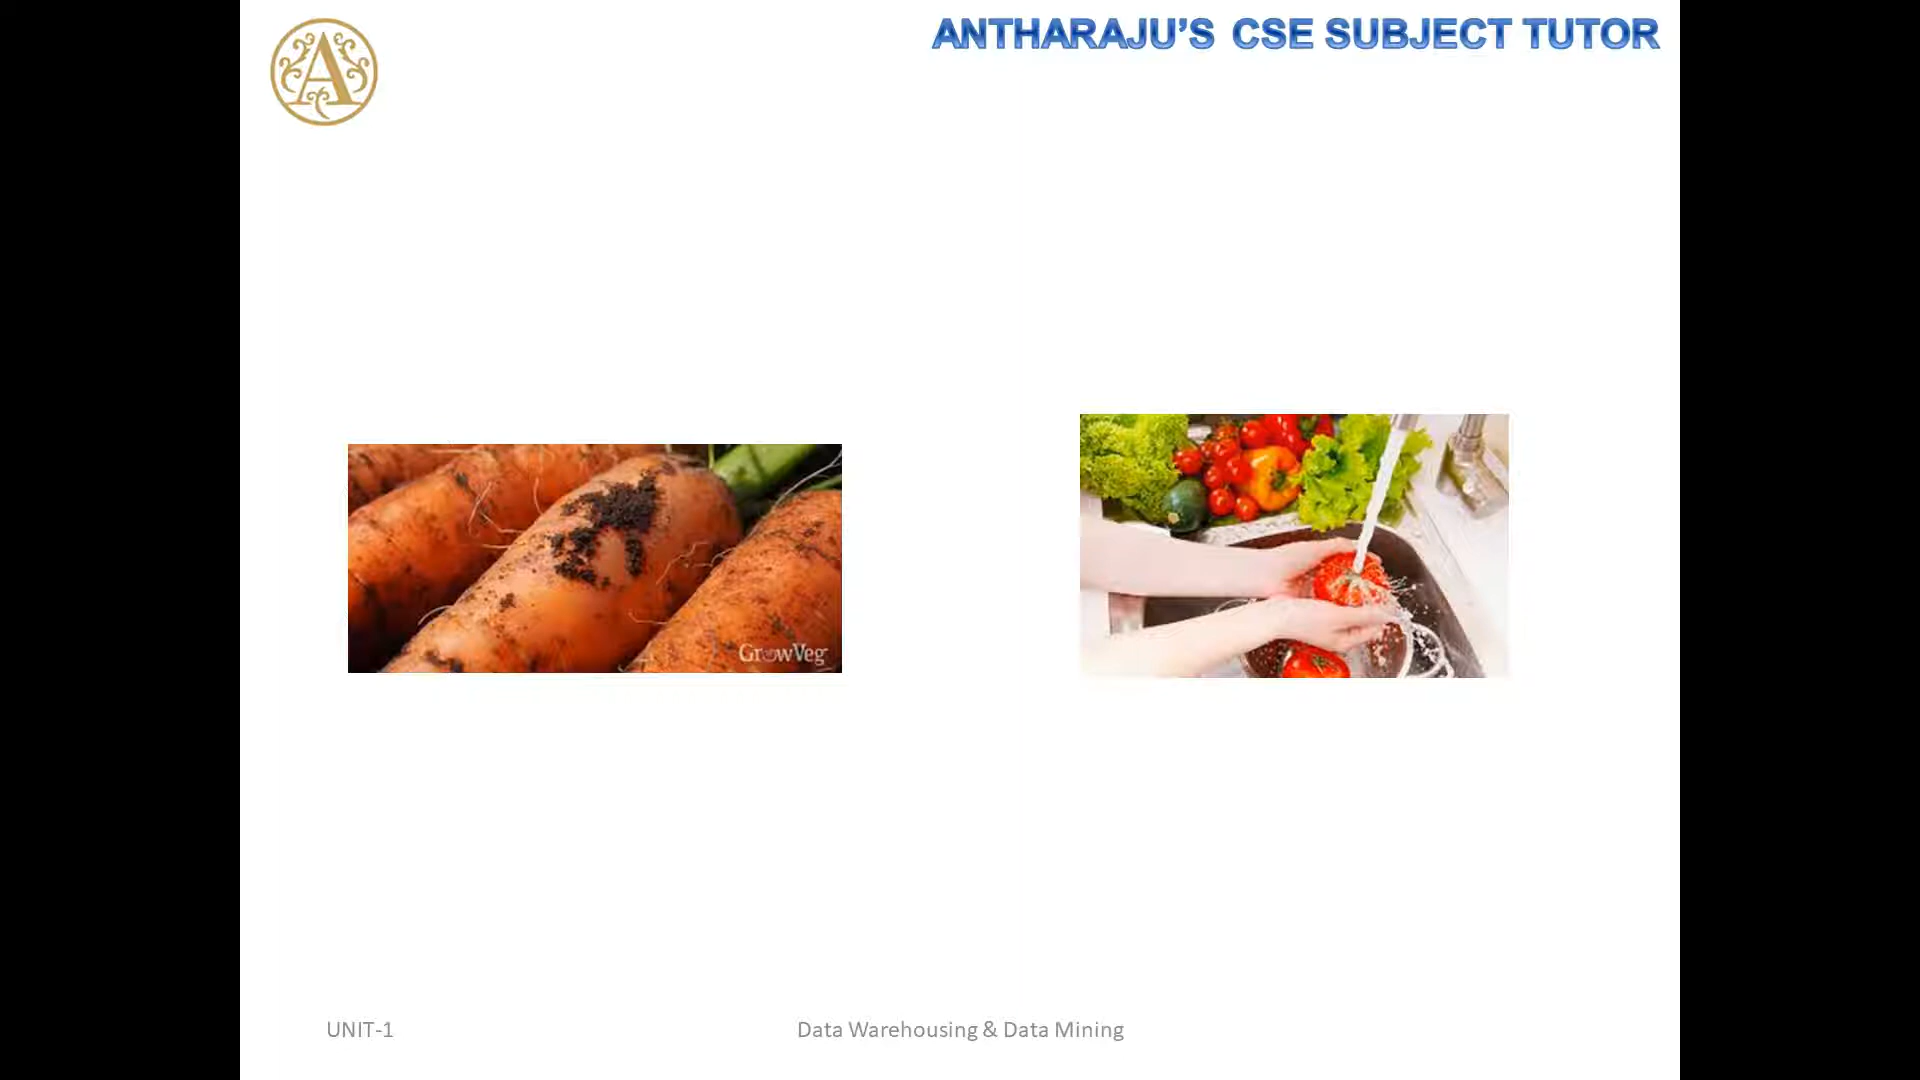 A
ANTHARAJU'S CSE SUBJECT TUTOR
GrowVeg
UNIT-1
Data Warehousing & Data Mining